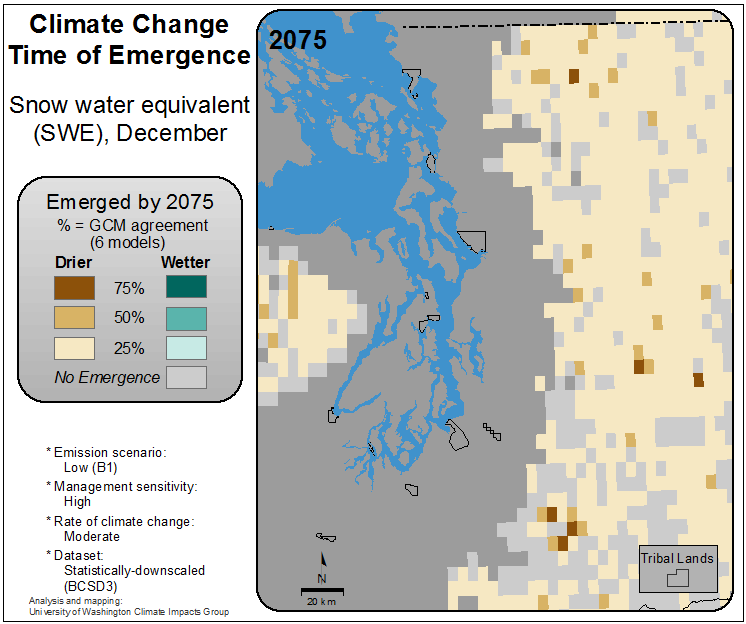 Climate Change
Time of Emergence
Snow water equivalent
(SWE), December
Emerged by 2075
% = GCM agreement
(6 models)
Drier Wetter
75%
50%
25%
No Emergence
* Emission scenario:
Low (B1)
* Management sensitivity:
High
* Rate of climate change:
Moderate
* Dataset:
Statistically-downscaled
(BCSD3)
Analysis and mapping:
University of Washington Climate Impacts Group
2075
N
20 km
Tribal Lands